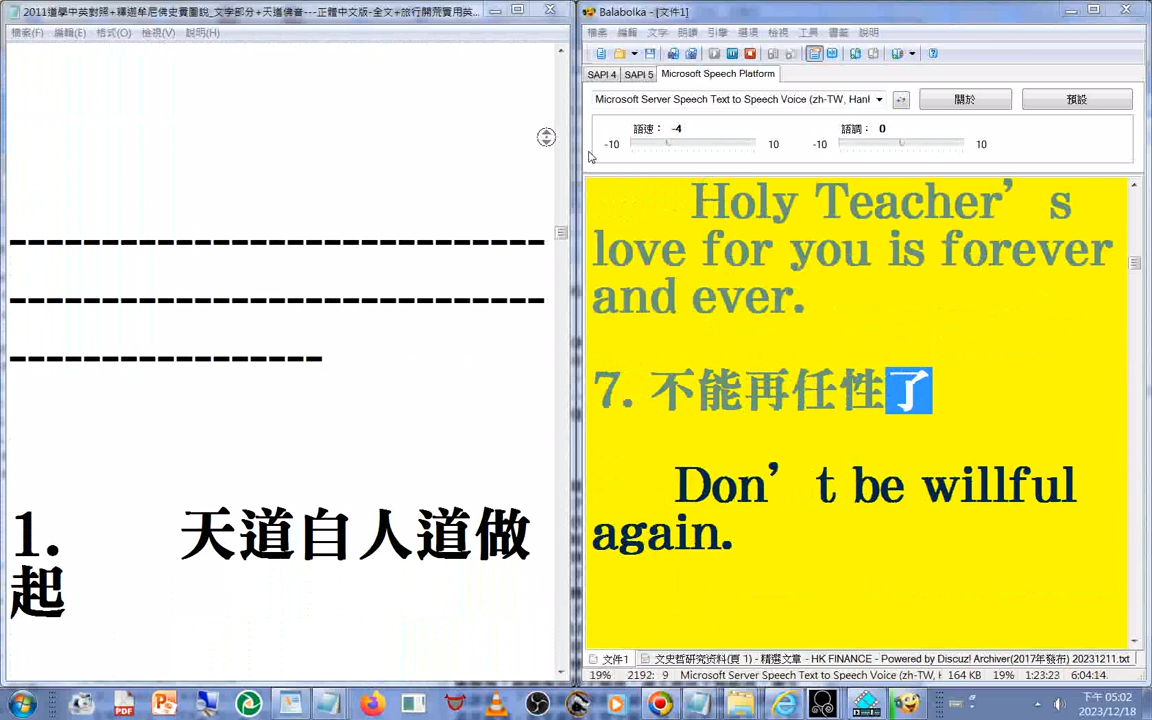 2011道學中英對照+釋迦牟尼佛史實圖說_文字部分+天道佛音---正體中文版-全文+旅行開荒實用英...
檔案(F) 編輯(E) 格式(O) 檢視(V) 說明(H)
-----------------------------
-----------------------------
-----------------
1. 天道自人道做
起
Balabolka - [文件1]
檔案 編輯 文字 朗讀 引擎 選項 檢視 工具 書籤 說明
SAPI 4 SAPI 5 Microsoft Speech Platform
Microsoft Server Speech Text to Speech Voice (zh-TW, Hanl
關於
預設
語速： -4
語調： 0
-10 10 -10 10
Holy Teacher’s
love for you is forever
and ever.
7. 不能再任性了
Don’t be willful
again.
文件1 文史哲研究资料(頁 1) - 精選文章 - HK FINANCE - Powered by Discuz! Archiver(2017年發布) 20231211.txt
19% 2192: 9 Microsoft Server Speech Text to Speech Voice (zh-TW, H 164 KB 19% 1:23:23 6:04:14
下午 05:02
2023/12/18